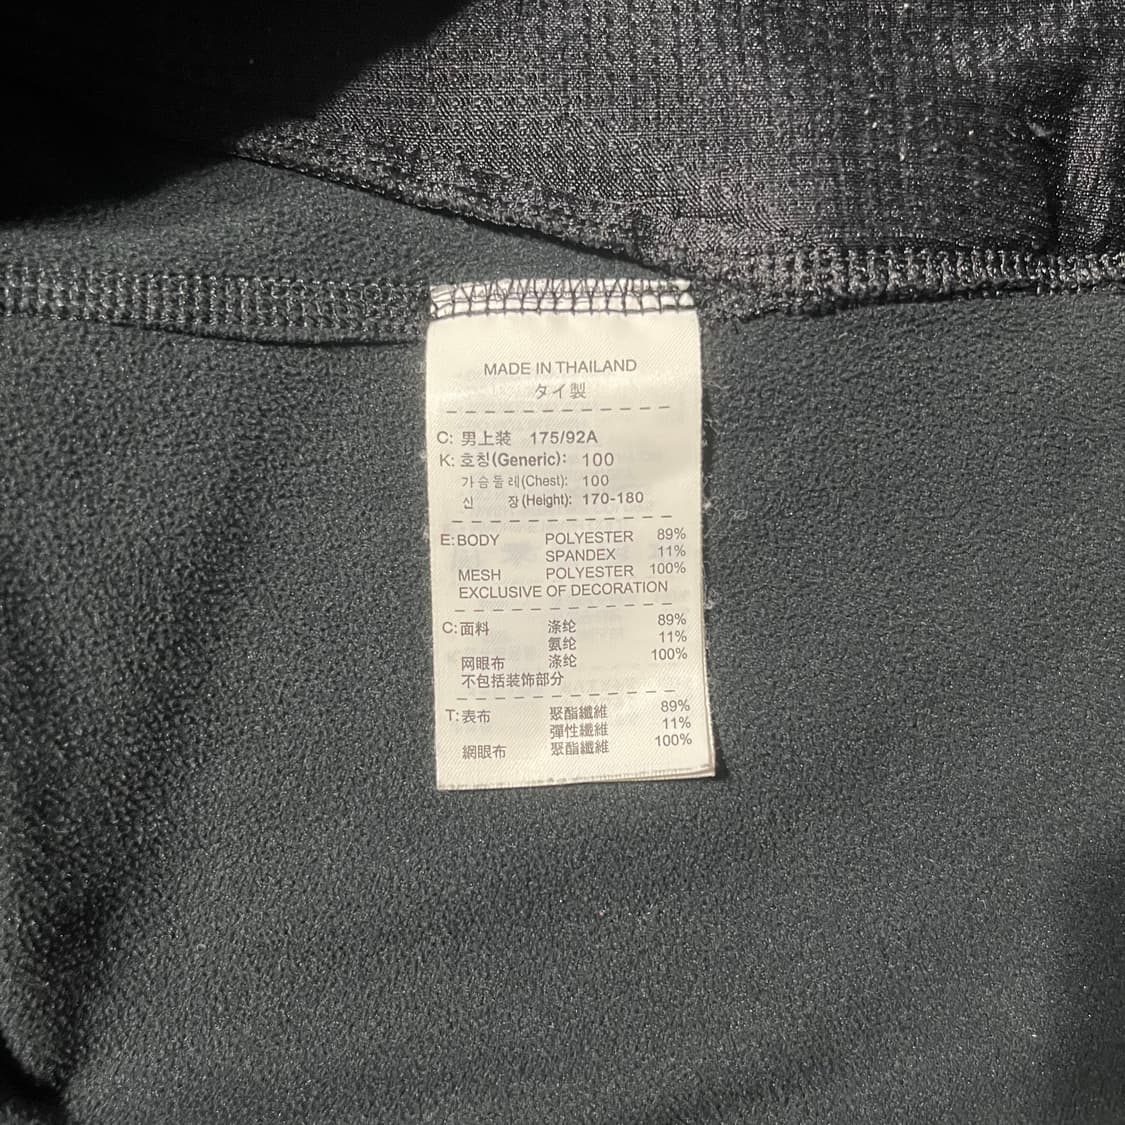 MADE IN THAILAND
タイ製
C: 男上装 175/92A
K: 호칭(Generic): 100
가슴둘레(Chest): 100
신 장(Height): 170-180
E: BODY POLYESTER 89%
SPANDEX 11%
MESH POLYESTER 100%
EXCLUSIVE OF DECORATION
C: 面料 涤纶 89%
氨纶 11%
网眼布 涤纶 100%
不包括装饰部分
T: 表布 聚酯纖維 89%
彈性纖維 11%
網眼布 聚酯纖維 100%